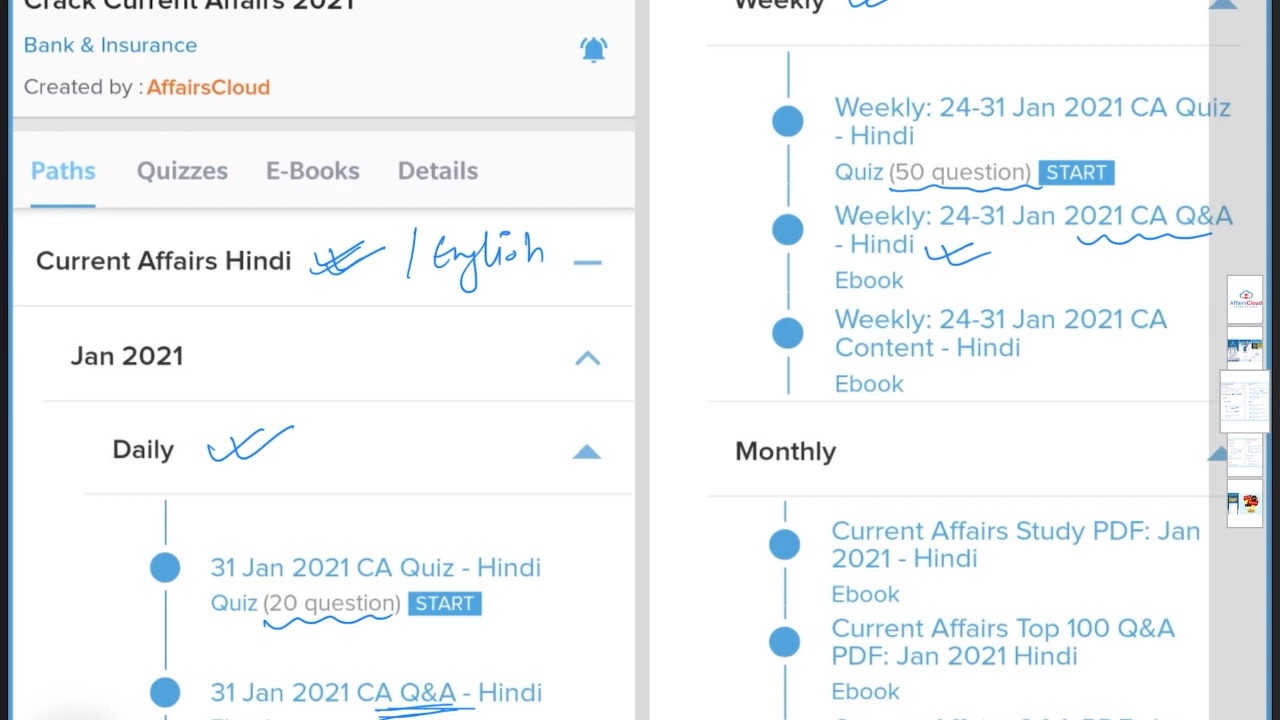 Crack Current Affairs 2021
Bank & Insurance
Created by : AffairsCloud
Paths Quizzes E-Books Details
Current Affairs Hindi / English
Jan 2021
Daily
31 Jan 2021 CA Quiz - Hindi
Quiz (20 question) START
31 Jan 2021 CA Q&A - Hindi
Weekly
Weekly: 24-31 Jan 2021 CA Quiz
- Hindi
Quiz (50 question) START
Weekly: 24-31 Jan 2021 CA Q&A
- Hindi
Ebook
Weekly: 24-31 Jan 2021 CA
Content - Hindi
Ebook
Monthly
Current Affairs Study PDF: Jan
2021 - Hindi
Ebook
Current Affairs Top 100 Q&A
PDF: Jan 2021 Hindi
Ebook
AffairsCloud